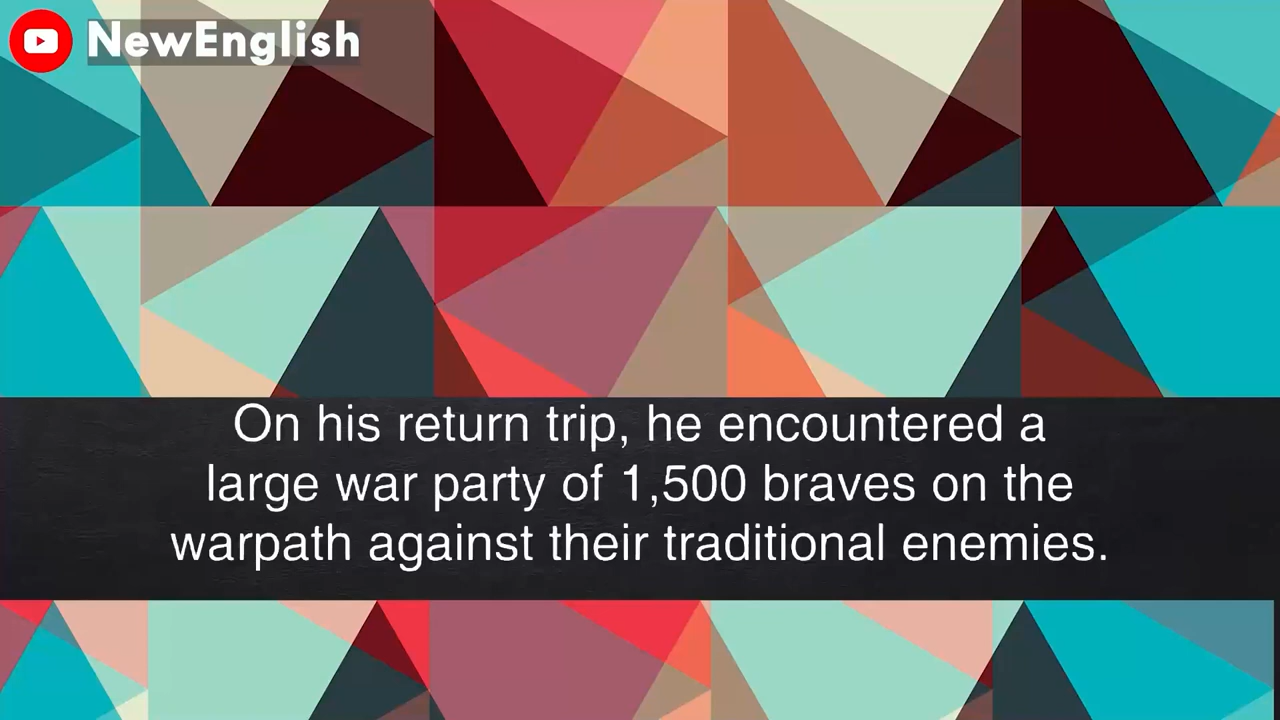 NewEnglish
On his return trip, he encountered a
large war party of 1,500 braves on the
warpath against their traditional enemies.